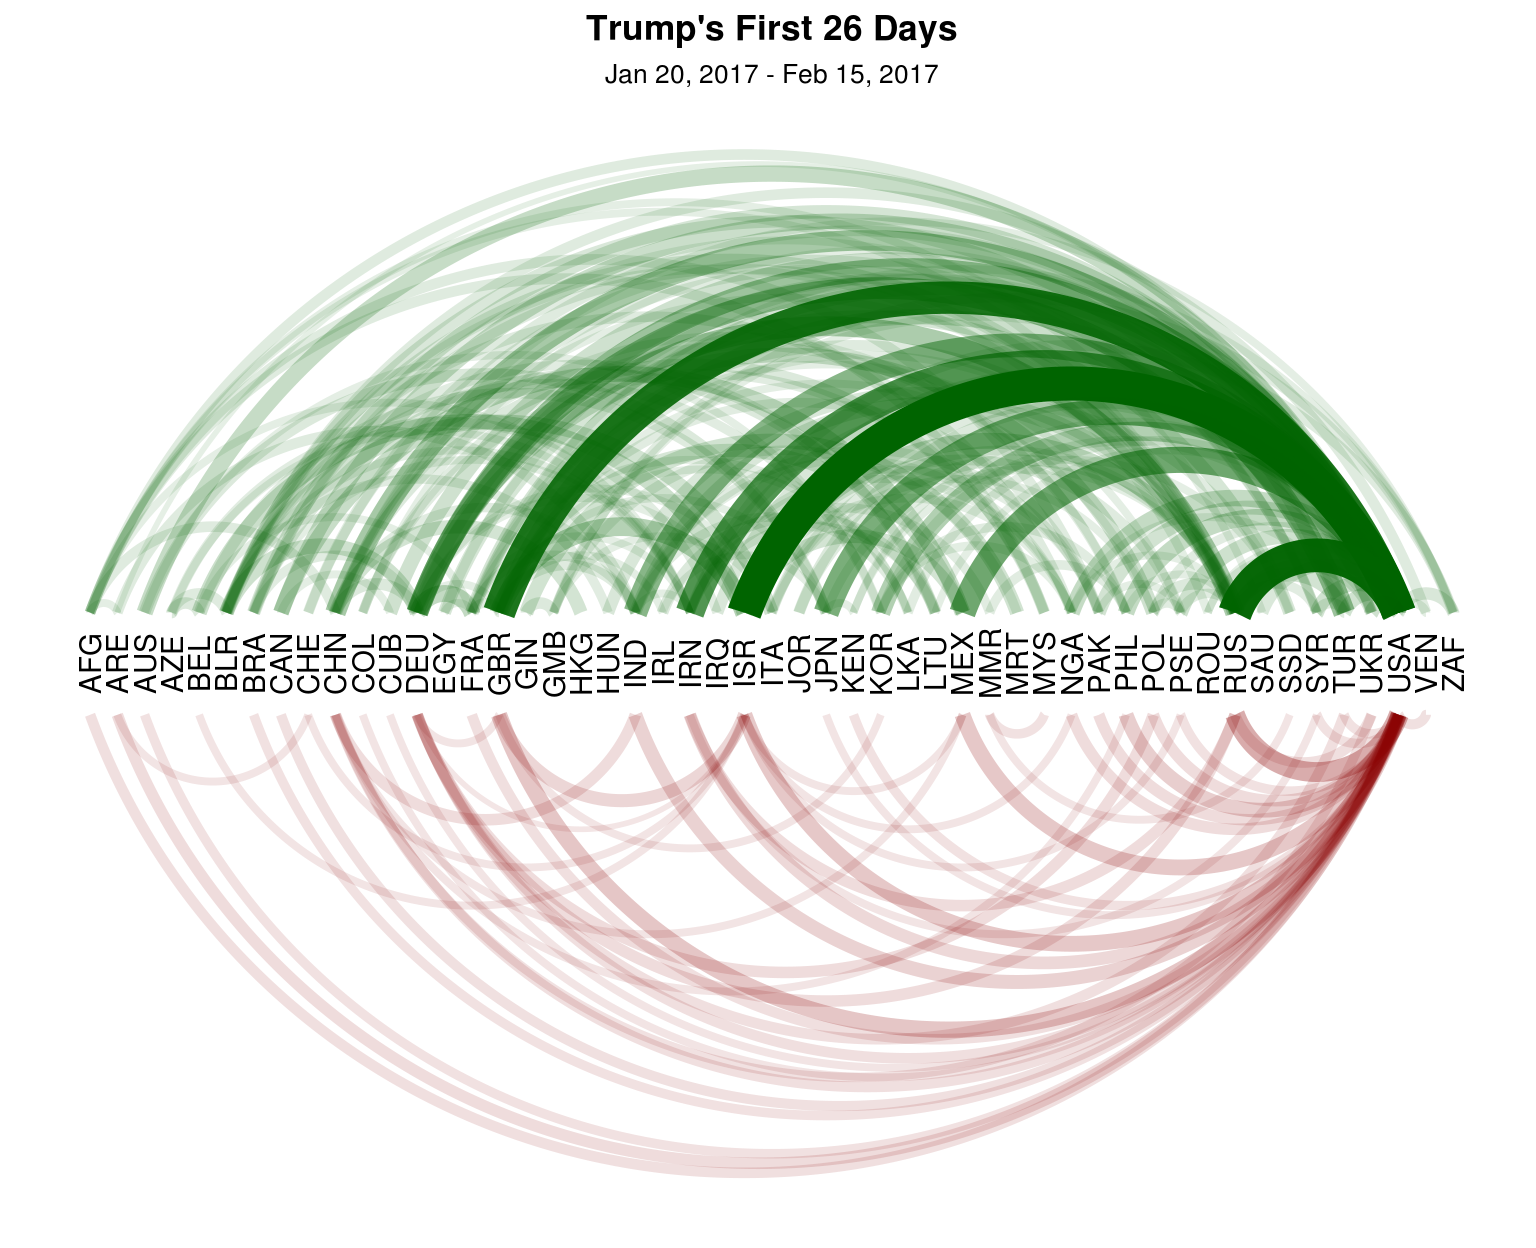 Trump's First 26 Days
Jan 20, 2017 - Feb 15, 2017
AFG
ARE
AUS
AZE
BEL
BLR
BRA
CAN
CHE
CHN
COL
CUB
DEU
EGY
FRA
GBR
GIN
GMB
HKG
HUN
IND
IRL
IRN
IRQ
ISR
ITA
JOR
JPN
KEN
KOR
LKA
LTU
MEX
MMR
MRT
MYS
NGA
PAK
PHL
POL
PSE
ROU
RUS
SAU
SSD
SYR
TUR
UKR
USA
VEN
ZAF